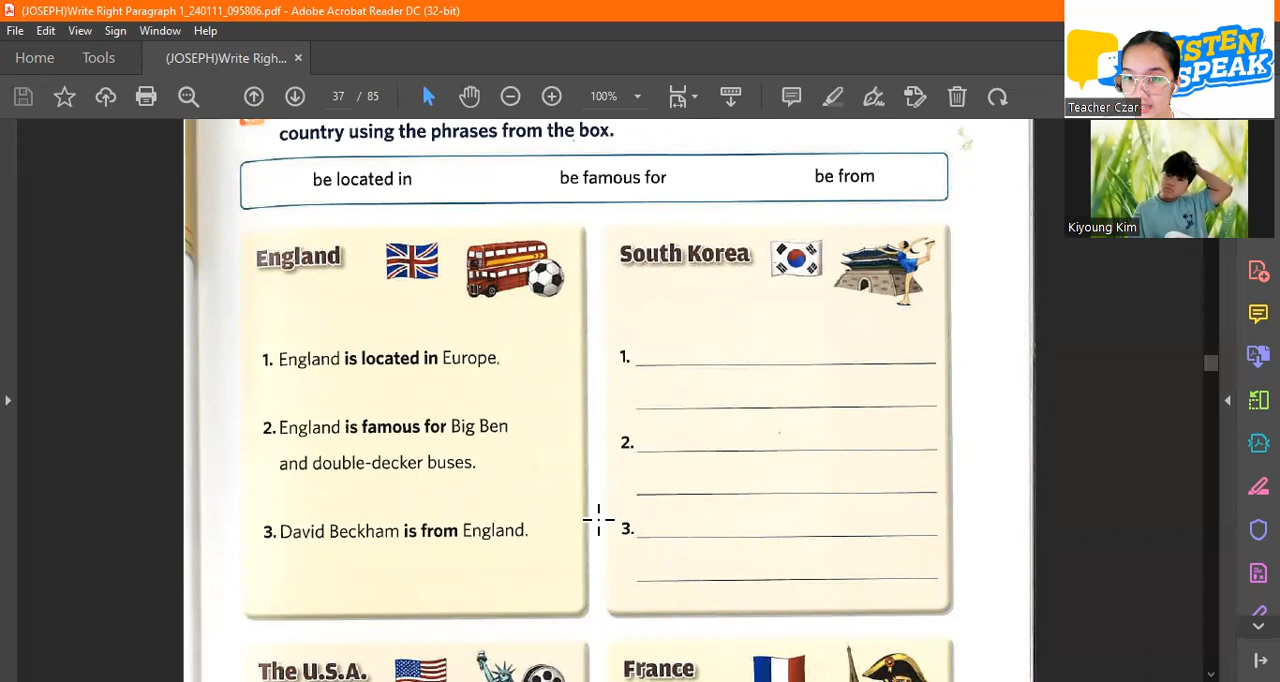 (JOSEPH)Write Right Paragraph 1_240111_095806.pdf - Adobe Acrobat Reader DC (32-bit)
File Edit View Sign Window Help
Home Tools (JOSEPH)Write Righ... ×
37 / 85 100%
LISTEN
SPEAK
Teacher Czar
Kiyoung Kim
country using the phrases from the box.
be located in be famous for be from
England
1. England is located in Europe.
2. England is famous for Big Ben
and double-decker buses.
3. David Beckham is from England.
South Korea
1.
2.
3.
The U.S.A.
France